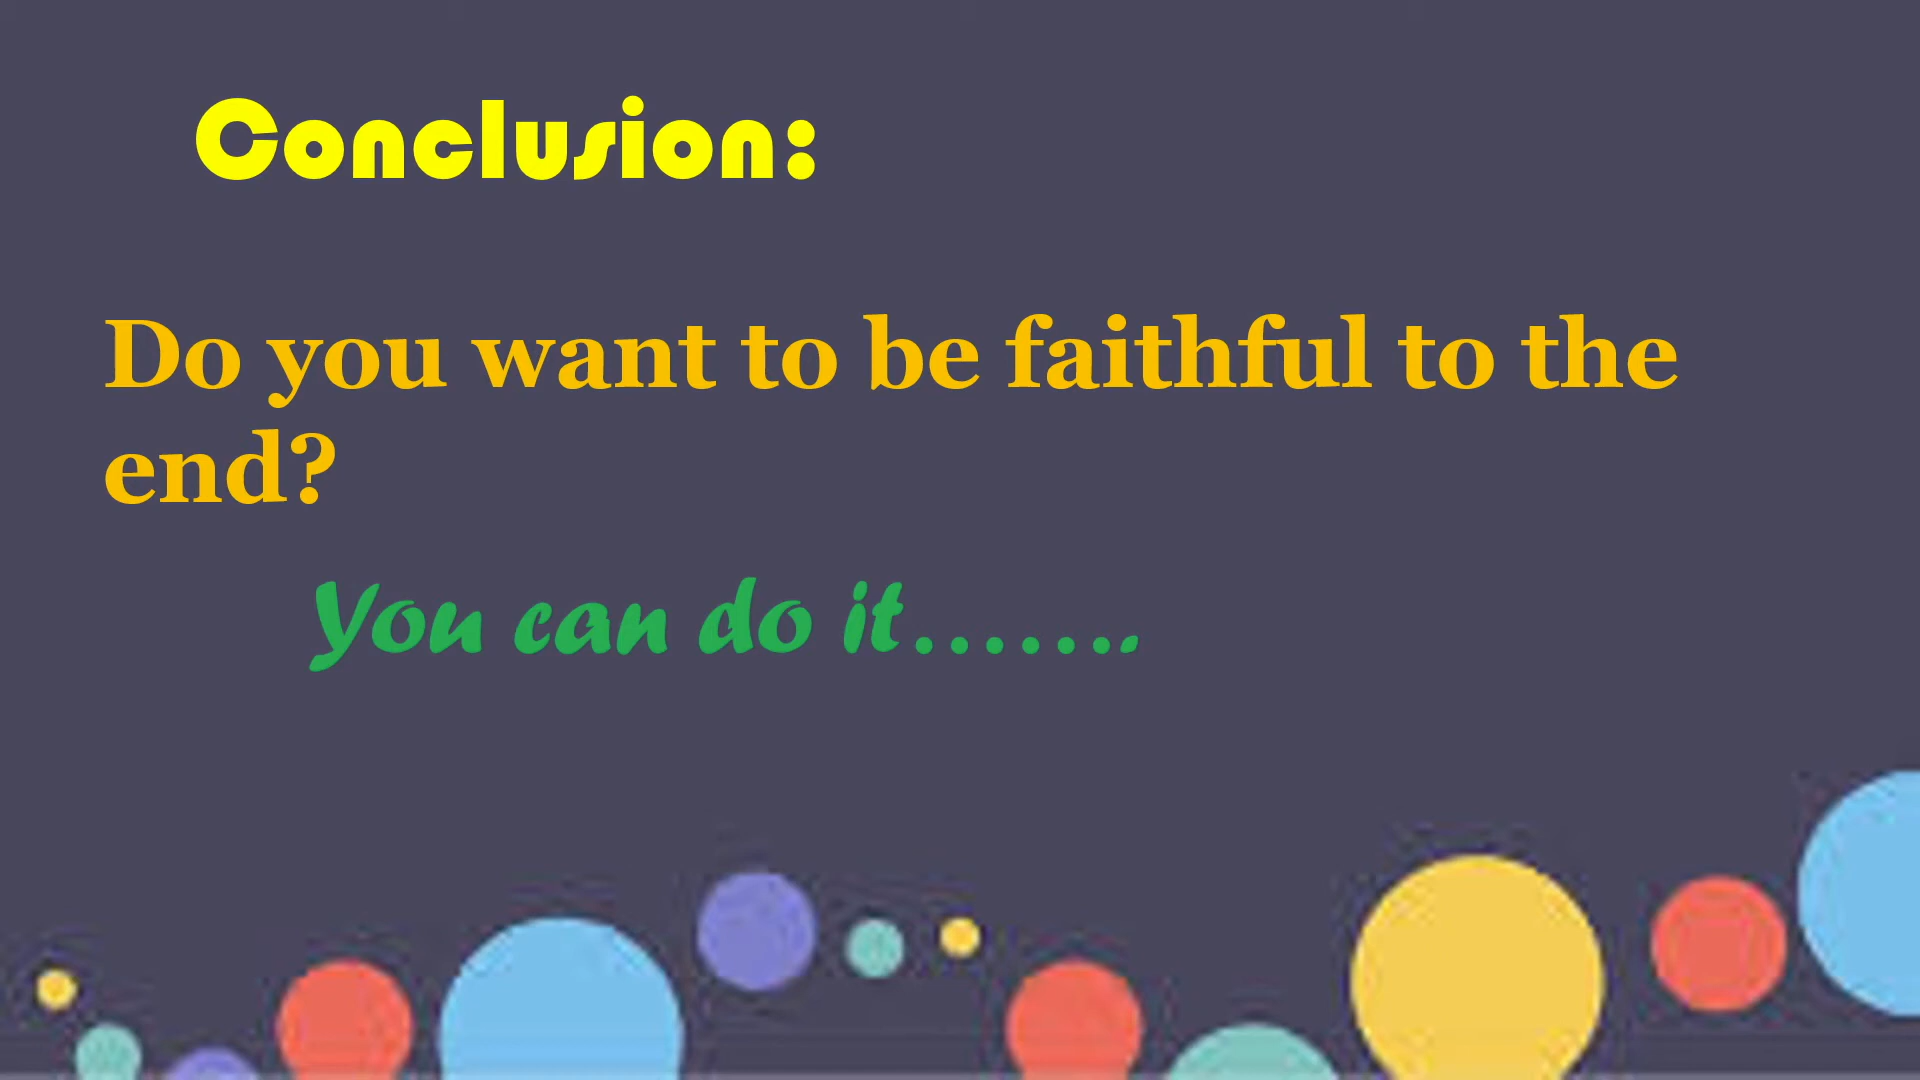 Conclusion:
Do you want to be faithful to the
end?
You can do it…….